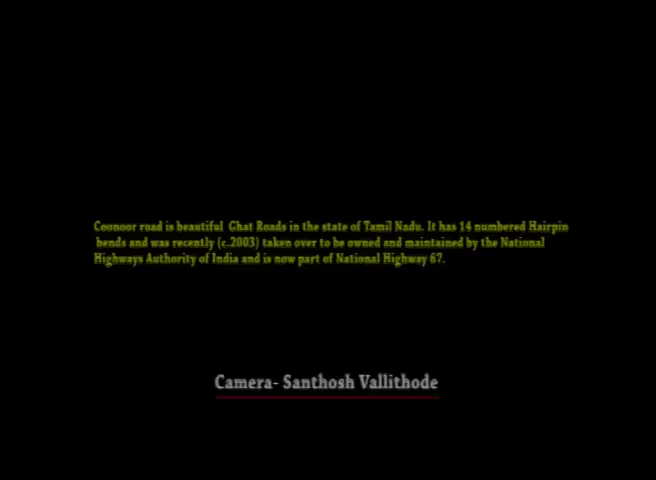 Coonoor road is beautiful Ghat Roads in the state of Tamil Nadu. It has 14 numbered Hairpin
bends and was recently (c.2003) taken over to be owned and maintained by the National
Highways Authority of India and is now part of National Highway 67.
Camera- Santhosh Vallithode